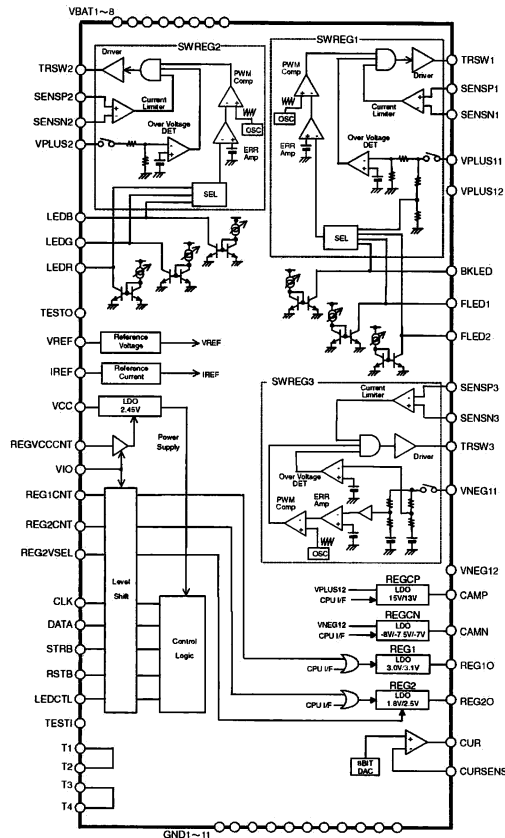 VBAT1~8
SWREG2
SWREG1
TRSW2
Driver
PWM
Comp
PWM
Comp
Driver
TRSW1
SENSP2
SENSN2
Current
Limiter
OSC
OSC
Current
Limiter
SENSP1
SENSN1
VPLUS2
Over Voltage
DET
ERR
Amp
ERR
Amp
Over Voltage
DET
VPLUS11
VPLUS12
SEL
SEL
LEDB
LEDG
LEDR
BKLED
FLED1
FLED2
TESTO
VREF
Reference
Voltage
VREF
IREF
Reference
Current
IREF
VCC
LDO
2.45V
SWREG3
Current
Limiter
SENSP3
SENSN3
REGVCCCNT
Power
Supply
Driver
TRSW3
VIO
Over Voltage
DET
VNEG11
REG1CNT
PWM
Comp
ERR
Amp
REG2CNT
OSC
REG2VSEL
VNEG12
Level
Shift
REGCP
VPLUS12
CPU I/F
LDO
15V/13V
CAMP
CLK
DATA
STRB
RSTB
LEDCTL
Control
Logic
REGCN
VNEG12
CPU I/F
LDO
-8V/-7.5V/-7V
CAMN
REG1
CPU I/F
LDO
3.0V/3.1V
REG1O
REG2
CPU I/F
LDO
1.8V/2.5V
REG2O
TESTI
T1
T2
T3
T4
8BIT
DAC
CUR
CURSENS
GND1~11